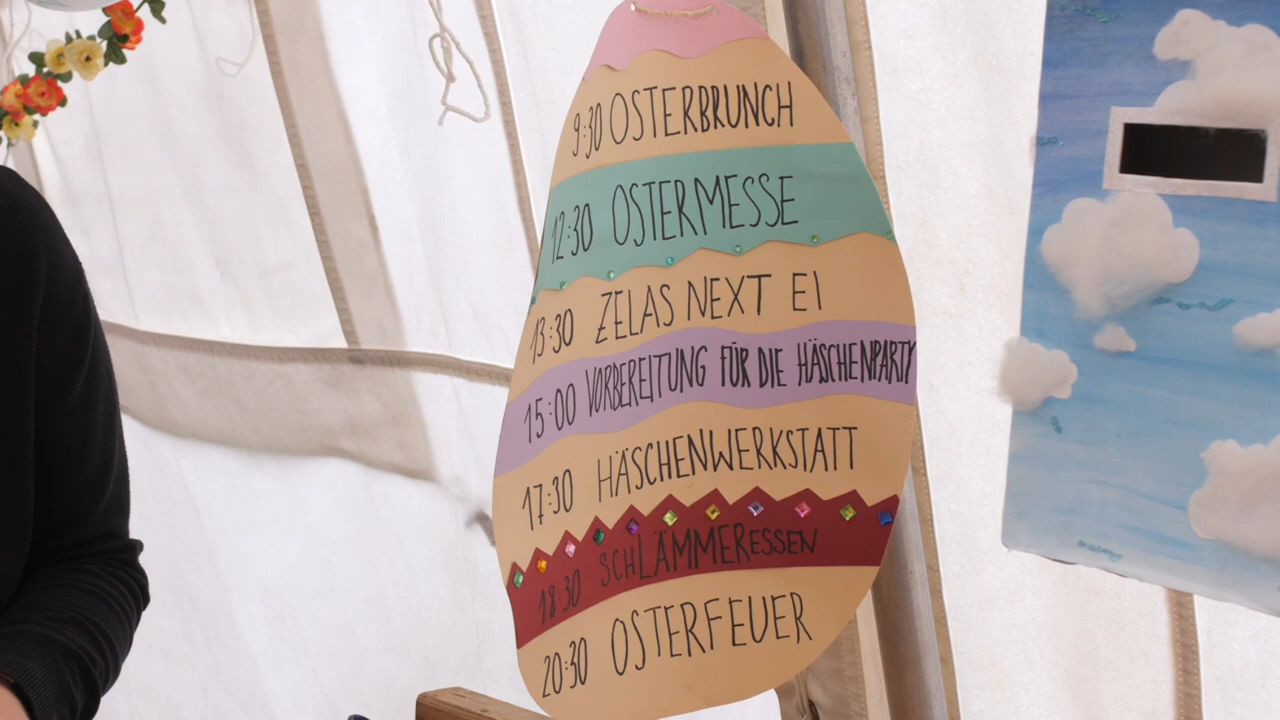 9:30 OSTERBRUNCH
12:30 OSTERMESSE
13:30 ZELAS NEXT EI
15:00 VORBEREITUNG FÜR DIE HÄSCHENPARTY
17:30 HÄSCHENWERKSTATT
18:30 SCHLÄMMERESSEN
20:30 OSTERFEUER